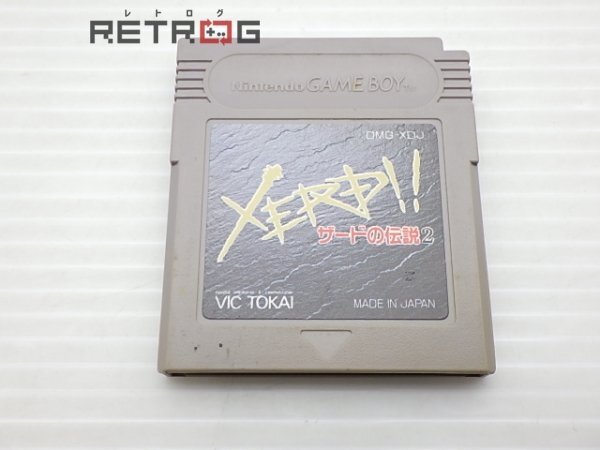 レトログ
RETROG
Nintendo GAME BOY TM
DMG-XDJ
XERD!!
ザードの伝説2
VIC TOKAI
MADE IN JAPAN